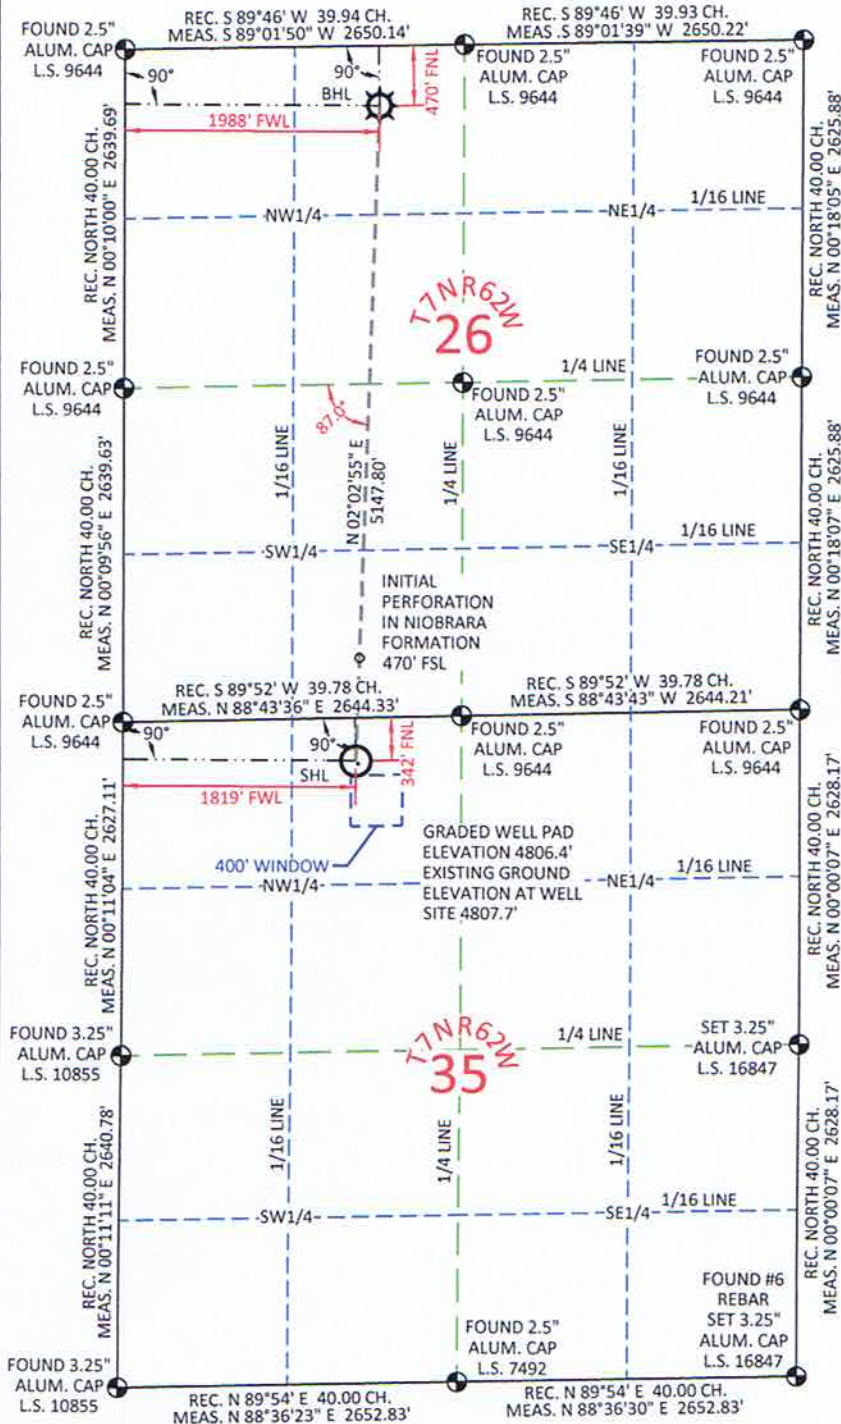 REC. S 89°46' W 39.94 CH.
MEAS. S 89°01'50" W 2650.14'
REC. S 89°46' W 39.93 CH.
MEAS. S 89°01'39" W 2650.22'
FOUND 2.5"
ALUM. CAP
L.S. 9644
90°
90°
BHL
470' FNL
FOUND 2.5"
ALUM. CAP
L.S. 9644
FOUND 2.5"
ALUM. CAP
L.S. 9644
1988' FWL
REC. NORTH 40.00 CH.
MEAS. N 00°10'00" E 2639.69'
REC. NORTH 40.00 CH.
MEAS. N 00°18'05" E 2625.88'
1/16 LINE
NW1/4
NE1/4
T7NR62W
26
FOUND 2.5"
ALUM. CAP
L.S. 9644
1/4 LINE
FOUND 2.5"
ALUM. CAP
L.S. 9644
FOUND 2.5"
ALUM. CAP
L.S. 9644
87.0°
1/16 LINE
N 02°02'55" E
5147.80'
1/4 LINE
1/16 LINE
REC. NORTH 40.00 CH.
MEAS. N 00°09'56" E 2639.63'
REC. NORTH 40.00 CH.
MEAS. N 00°18'07" E 2625.88'
1/16 LINE
SW1/4
SE1/4
INITIAL
PERFORATION
IN NIOBRARA
FORMATION
470' FSL
REC. S 89°52' W 39.78 CH.
MEAS. N 88°43'36" E 2644.33'
REC. S 89°52' W 39.78 CH.
MEAS. S 88°43'43" W 2644.21'
FOUND 2.5"
ALUM. CAP
L.S. 9644
90°
90°
SHL
342' FNL
FOUND 2.5"
ALUM. CAP
L.S. 9644
FOUND 2.5"
ALUM. CAP
L.S. 9644
1819' FWL
REC. NORTH 40.00 CH.
MEAS. N 00°11'04" E 2627.11'
REC. NORTH 40.00 CH.
MEAS. N 00°00'07" E 2628.17'
GRADED WELL PAD
ELEVATION 4806.4'
EXISTING GROUND
ELEVATION AT WELL
SITE 4807.7'
400' WINDOW
1/16 LINE
NW1/4
NE1/4
T7NR62W
35
FOUND 3.25"
ALUM. CAP
L.S. 10855
1/4 LINE
SET 3.25"
ALUM. CAP
L.S. 16847
1/16 LINE
1/4 LINE
1/16 LINE
REC. NORTH 40.00 CH.
MEAS. N 00°11'11" E 2640.78'
REC. NORTH 40.00 CH.
MEAS. N 00°00'07" E 2628.17'
1/16 LINE
SW1/4
SE1/4
FOUND #6
REBAR
SET 3.25"
ALUM. CAP
L.S. 16847
FOUND 2.5"
ALUM. CAP
L.S. 7492
FOUND 3.25"
ALUM. CAP
L.S. 10855
REC. N 89°54' E 40.00 CH.
MEAS. N 88°36'23" E 2652.83'
REC. N 89°54' E 40.00 CH.
MEAS. N 88°36'30" E 2652.83'